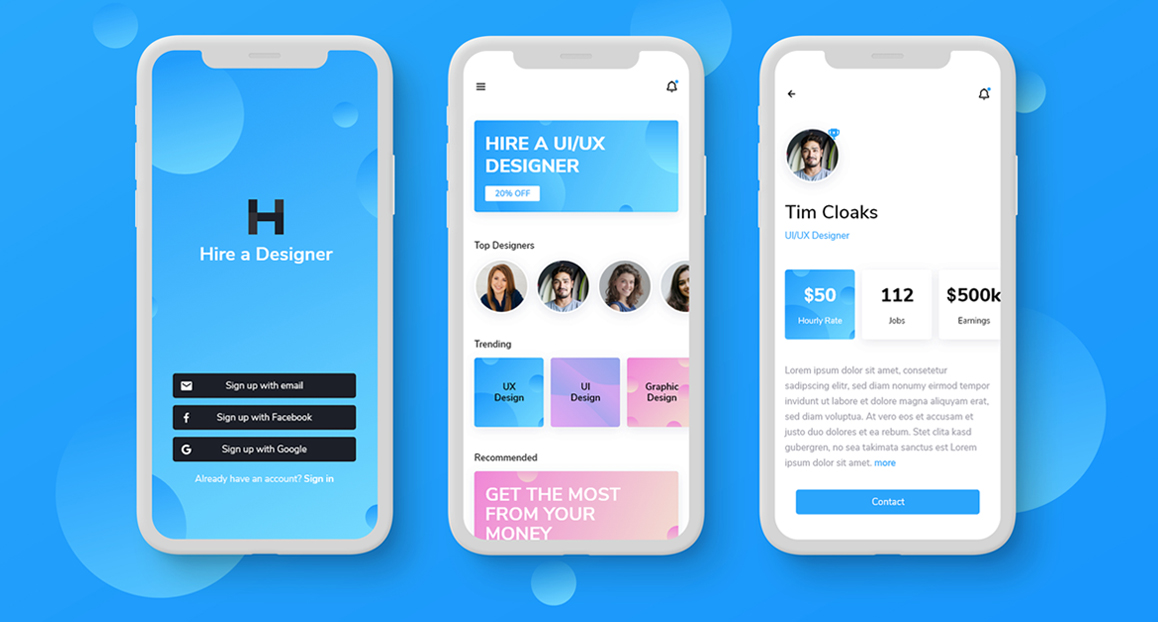 H
Hire a Designer
Sign up with email
f Sign up with Facebook
G Sign up with Google
Already have an account? Sign in
HIRE A UI/UX
DESIGNER
20% OFF
Top Designers
Trending
UX
Design
UI
Design
Graphic
Design
Recommended
GET THE MOST
FROM YOUR
MONEY
Tim Cloaks
UI/UX Designer
$50
Hourly Rate
112
Jobs
$500k
Earnings
Lorem ipsum dolor sit amet, consetetur
sadipscing elitr, sed diam nonumy eirmod tempor
invidunt ut labore et dolore magna aliquyam erat,
sed diam voluptua. At vero eos et accusam et
justo duo dolores et ea rebum. Stet clita kasd
gubergren, no sea takimata sanctus est Lorem
ipsum dolor sit amet. more
Contact